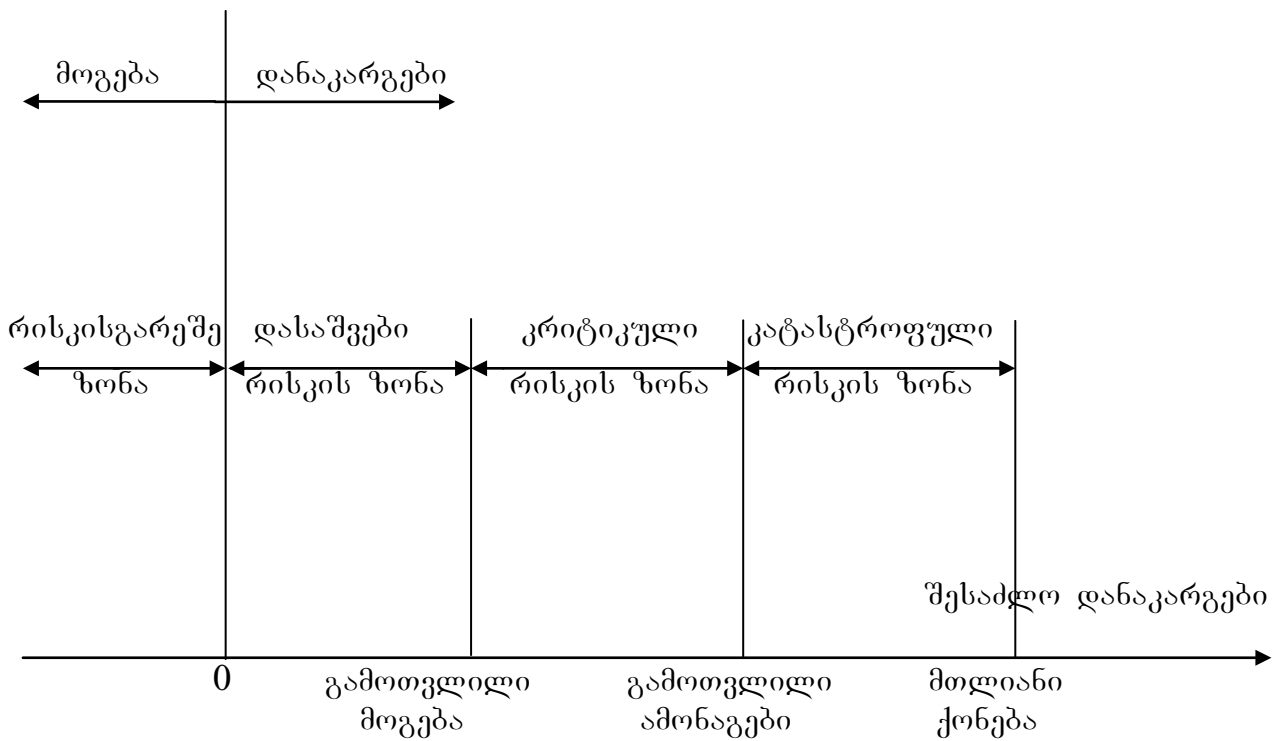 მოგება დანაკარგები
რისკისგარეშე დასაშვები კრიტიკული კატასტროფული
ზონა რისკის ზონა რისკის ზონა რისკის ზონა
შესაძლო დანაკარგები
0 გამოთვლილი გამოთვლილი მთლიანი
მოგება ამონაგები ქონება